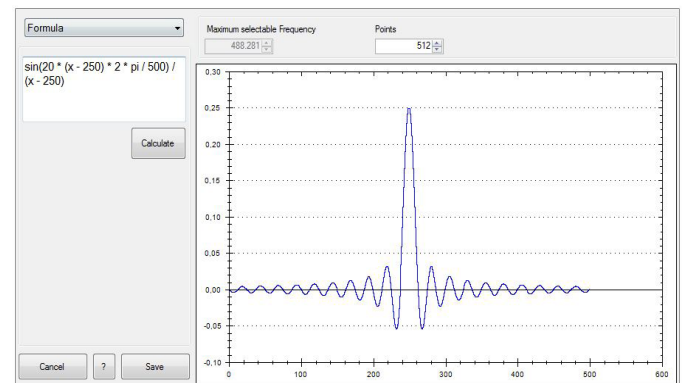 Formula
Maximum selectable Frequency
Points
488.281
512
sin(20 * (x - 250) * 2 * pi / 500) /
(x - 250)
Calculate
0,30
0,25
0,20
0,15
0,10
0,05
0,00
-0,05
-0,10
0
100
200
300
400
500
600
Cancel
?
Save